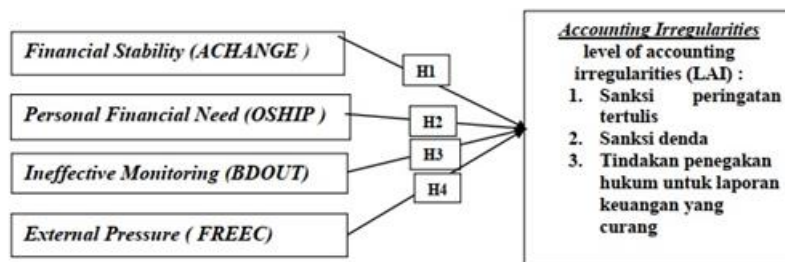 Financial Stability (ACHANGE )
Personal Financial Need (OSHIP )
Ineffective Monitoring (BDOUT)
External Pressure ( FREEC)
H1
H2
H3
H4
Accounting Irregularities
level of accounting
irregularities (LAI) :
1. Sanksi peringatan
tertulis
2. Sanksi denda
3. Tindakan penegakan
hukum untuk laporan
keuangan yang
curang